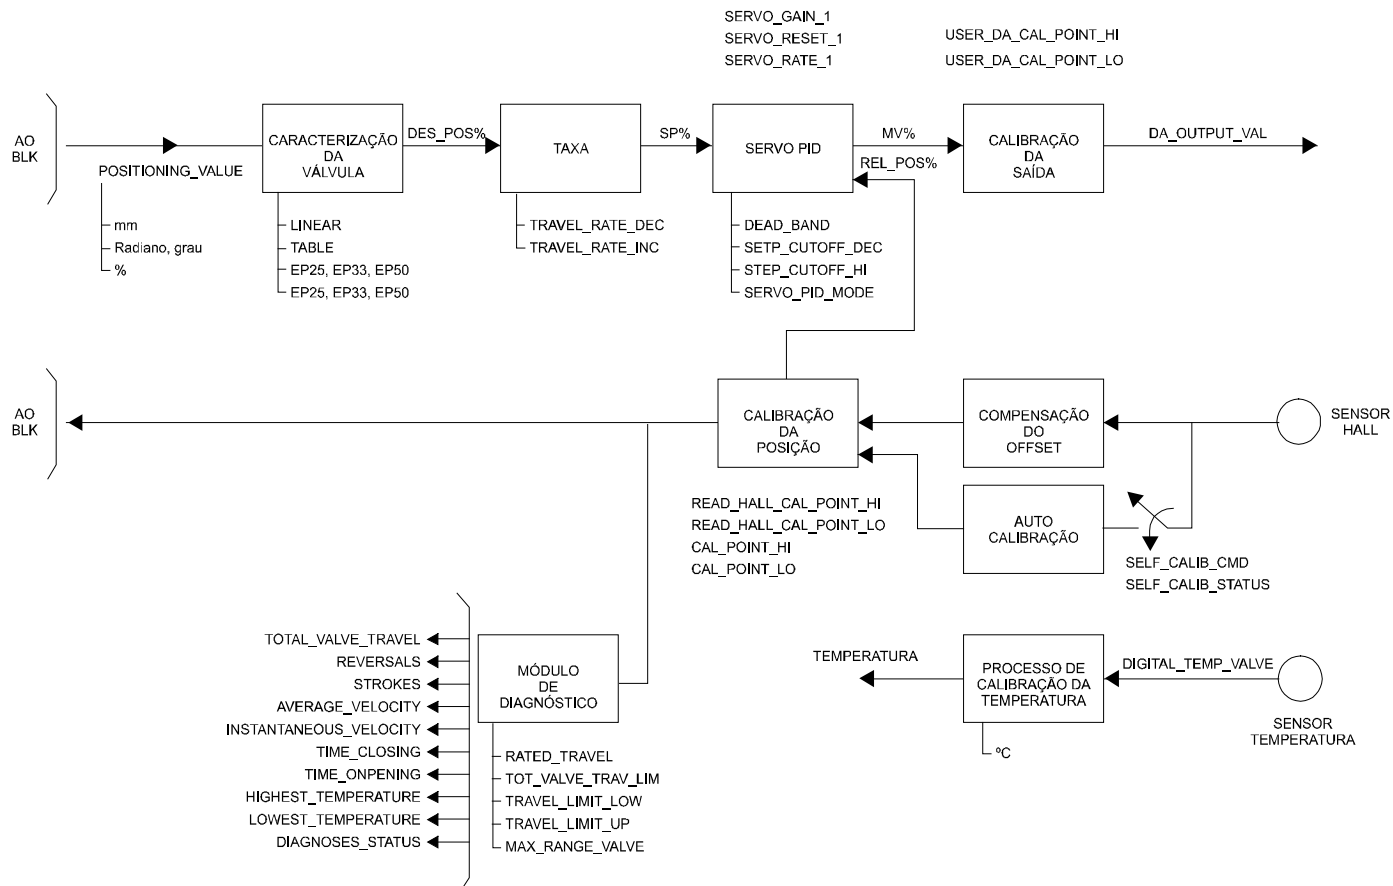 SERVO_GAIN_1
SERVO_RESET_1
SERVO_RATE_1
USER_DA_CAL_POINT_HI
USER_DA_CAL_POINT_LO
AO
BLK
POSITIONING_VALUE
mm
Radiano, grau
%
CARACTERIZAÇÃO
DA
VÁLVULA
LINEAR
TABLE
EP25, EP33, EP50
EP25, EP33, EP50
DES_POS%
TAXA
TRAVEL_RATE_DEC
TRAVEL_RATE_INC
SP%
SERVO PID
DEAD_BAND
SETP_CUTOFF_DEC
STEP_CUTOFF_HI
SERVO_PID_MODE
MV%
REL_POS%
CALIBRAÇÃO
DA
SAÍDA
DA_OUTPUT_VAL
AO
BLK
CALIBRAÇÃO
DA
POSIÇÃO
COMPENSAÇÃO
DO
OFFSET
SENSOR
HALL
READ_HALL_CAL_POINT_HI
READ_HALL_CAL_POINT_LO
CAL_POINT_HI
CAL_POINT_LO
AUTO
CALIBRAÇÃO
SELF_CALIB_CMD
SELF_CALIB_STATUS
TOTAL_VALVE_TRAVEL
REVERSALS
STROKES
AVERAGE_VELOCITY
INSTANTANEOUS_VELOCITY
TIME_CLOSING
TIME_ONPENING
HIGHEST_TEMPERATURE
LOWEST_TEMPERATURE
DIAGNOSES_STATUS
MÓDULO
DE
DIAGNÓSTICO
RATED_TRAVEL
TOT_VALVE_TRAV_LIM
TRAVEL_LIMIT_LOW
TRAVEL_LIMIT_UP
MAX_RANGE_VALVE
TEMPERATURA
PROCESSO DE
CALIBRAÇÃO DA
TEMPERATURA
ºC
DIGITAL_TEMP_VALVE
SENSOR
TEMPERATURA